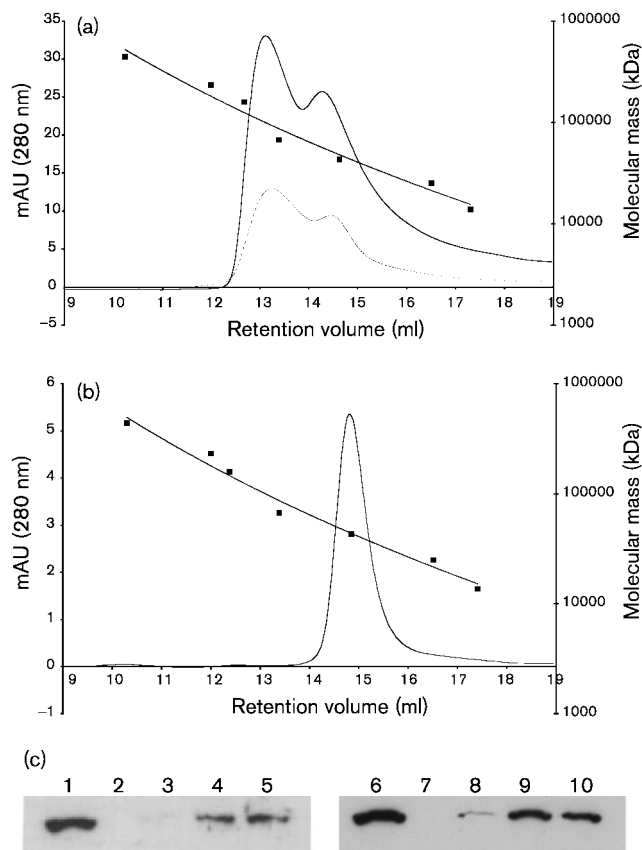 (a)
35
30
25
20
15
10
5
0
−5
mAU (280 nm)
9 10 11 12 13 14 15 16 17 18 19
Retention volume (ml)
1000000
100000
10000
1000
Molecular mass (kDa)
(b)
6
5
4
3
2
1
0
−1
mAU (280 nm)
9 10 11 12 13 14 15 16 17 18 19
Retention volume (ml)
1000000
100000
10000
1000
Molecular mass (kDa)
(c)
1 2 3 4 5 6 7 8 9 10